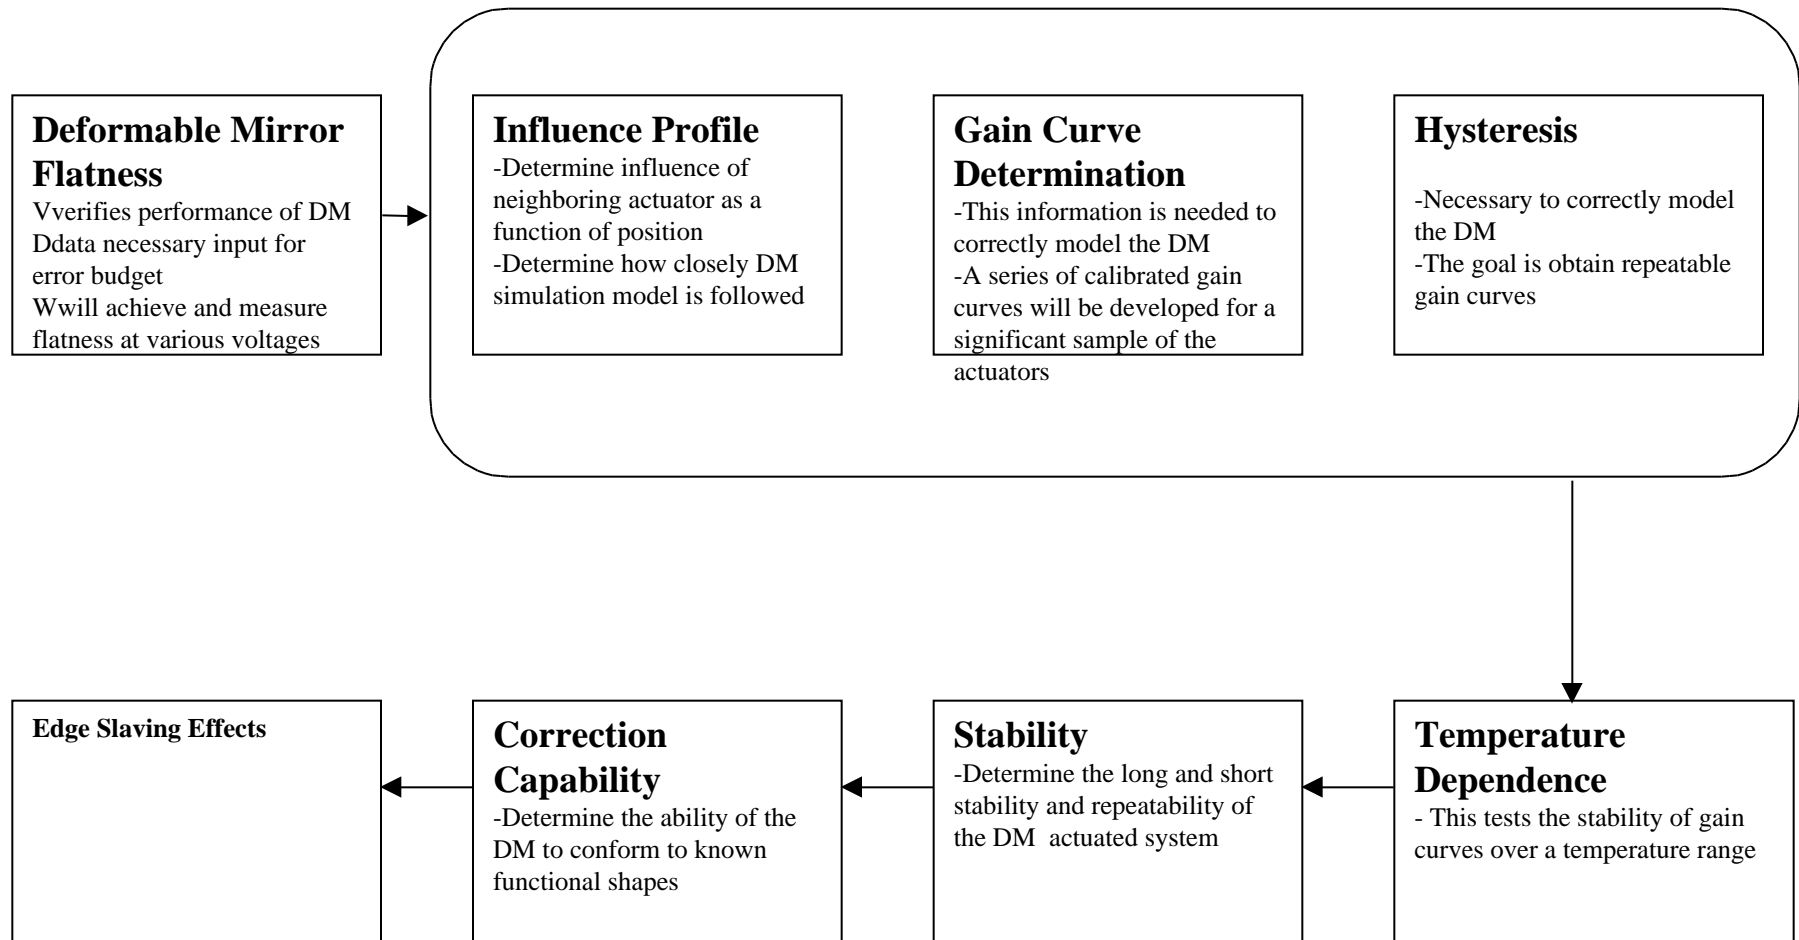 Deformable Mirror
Flatness
Vverifies performance of DM
Ddata necessary input for
error budget
Wwill achieve and measure
flatness at various voltages
Influence Profile
-Determine influence of
neighboring actuator as a
function of position
-Determine how closely DM
simulation model is followed
Gain Curve
Determination
-This information is needed to
correctly model the DM
-A series of calibrated gain
curves will be developed for a
significant sample of the
actuators
Hysteresis
-Necessary to correctly model
the DM
-The goal is obtain repeatable
gain curves
Edge Slaving Effects
Correction
Capability
-Determine the ability of the
DM to conform to known
functional shapes
Stability
-Determine the long and short
stability and repeatability of
the DM  actuated system
Temperature
Dependence
- This tests the stability of gain
curves over a temperature range